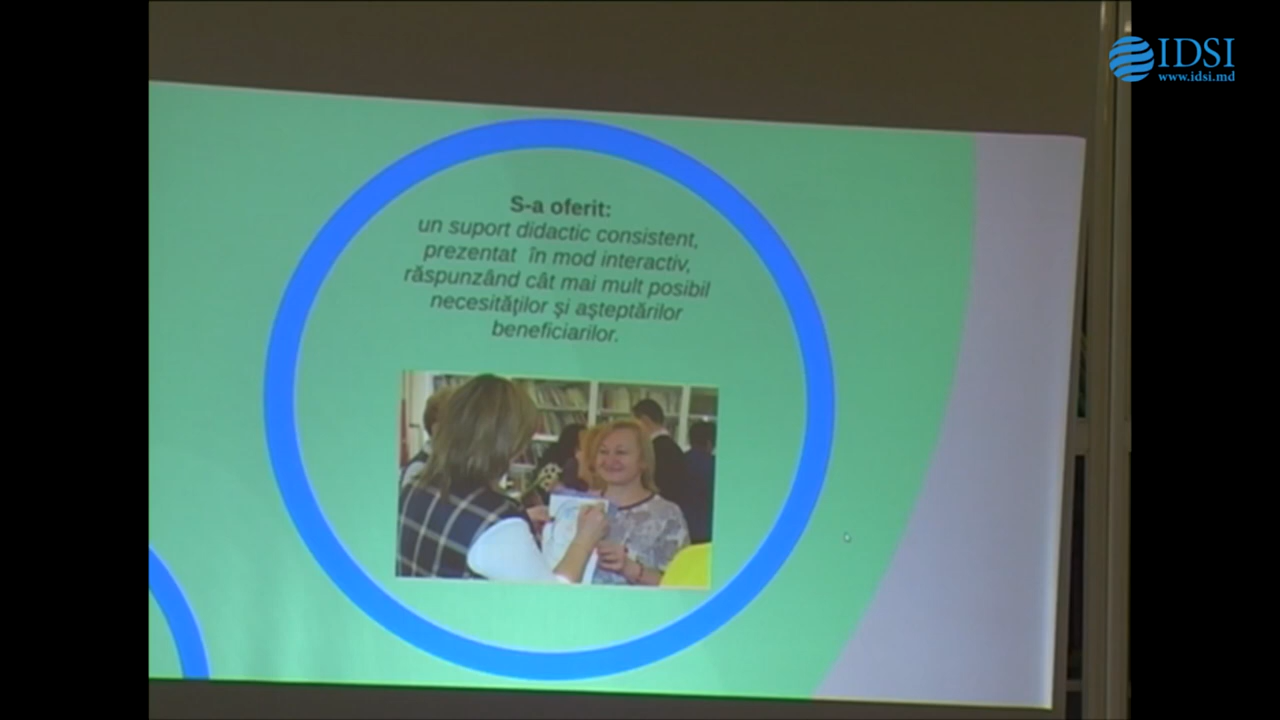 IDSI
www.idsi.md
S-a oferit:
un suport didactic consistent,
prezentat în mod interactiv,
răspunzând cât mai mult posibil
necesităţilor şi aşteptărilor
beneficiarilor.